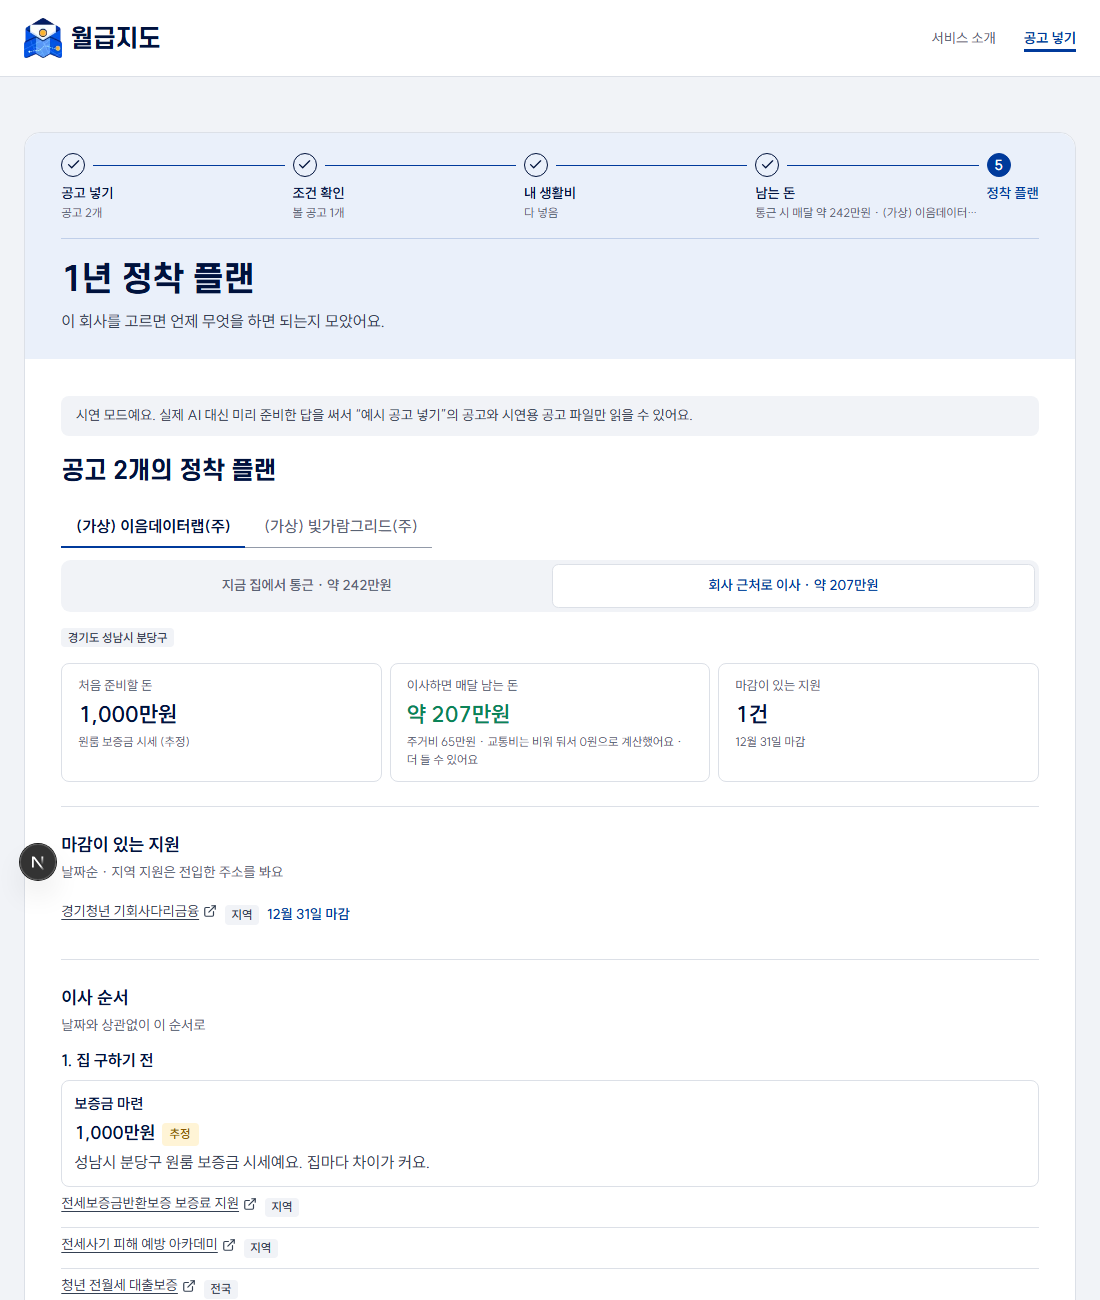 월급지도
서비스 소개
공고 넣기
공고 넣기
공고 2개
조건 확인
볼 공고 1개
내 생활비
다 넣음
남는 돈
통근 시 매달 약 242만원 · (가상) 이음데이터…
5
정착 플랜
1년 정착 플랜
이 회사를 고르면 언제 무엇을 하면 되는지 모았어요.
시연 모드예요. 실제 AI 대신 미리 준비한 답을 써서 “예시 공고 넣기”의 공고와 시연용 공고 파일만 읽을 수 있어요.
공고 2개의 정착 플랜
(가상) 이음데이터랩(주)
(가상) 빛가람그리드(주)
지금 집에서 통근 · 약 242만원
회사 근처로 이사 · 약 207만원
경기도 성남시 분당구
처음 준비할 돈
1,000만원
원룸 보증금 시세 (추정)
이사하면 매달 남는 돈
약 207만원
주거비 65만원 · 교통비는 비워 둬서 0원으로 계산했어요 ·
더 들 수 있어요
마감이 있는 지원
1건
12월 31일 마감
마감이 있는 지원
N
날짜순 · 지역 지원은 전입한 주소를 봐요
경기청년 기회사다리금융
지역
12월 31일 마감
이사 순서
날짜와 상관없이 이 순서로
1. 집 구하기 전
보증금 마련
1,000만원
추정
성남시 분당구 원룸 보증금 시세예요. 집마다 차이가 커요.
전세보증금반환보증 보증료 지원
지역
전세사기 피해 예방 아카데미
지역
청년 전월세 대출보증
전국